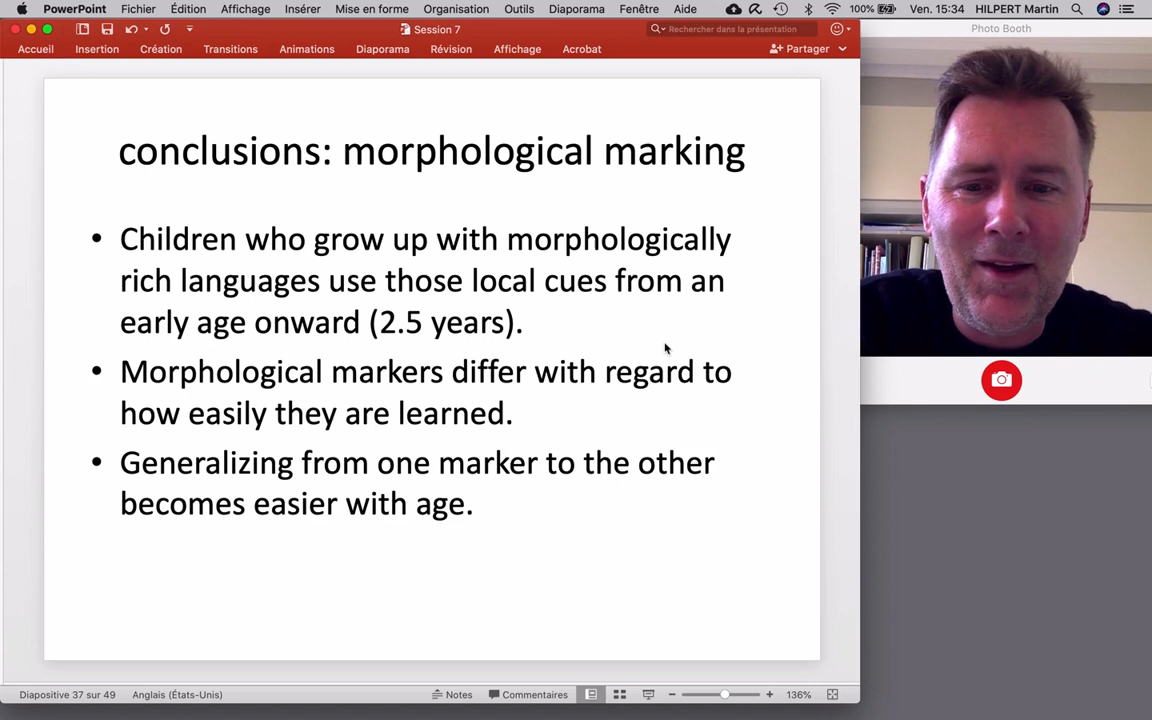 PowerPoint Fichier Édition Affichage Insérer Mise en forme Organisation Outils Diaporama Fenêtre Aide 100% Ven. 15:34 HILPERT Martin
Session 7 Rechercher dans la présentation
Photo Booth
Accueil Insertion Création Transitions Animations Diaporama Révision Affichage Acrobat Partager
conclusions: morphological marking
• Children who grow up with morphologically
rich languages use those local cues from an
early age onward (2.5 years).
• Morphological markers differ with regard to
how easily they are learned.
• Generalizing from one marker to the other
becomes easier with age.
Diapositive 37 sur 49 Anglais (États-Unis) Notes Commentaires 136%